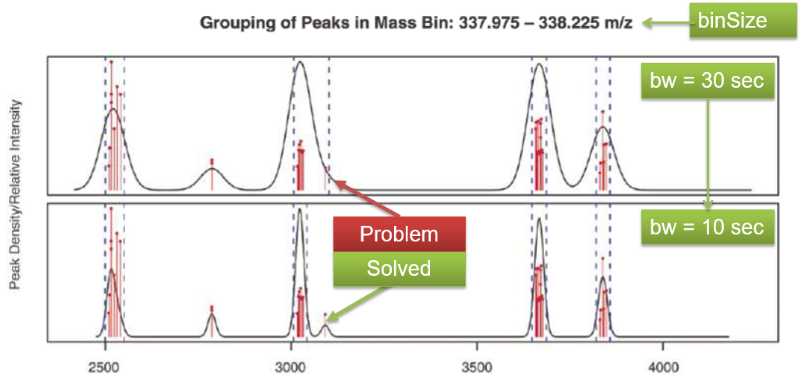 Grouping of Peaks in Mass Bin: 337.975 – 338.225 m/z
binSize
bw = 30 sec
Peak Density/Relative Intensity
Problem
Solved
bw = 10 sec
2500 3000 3500 4000